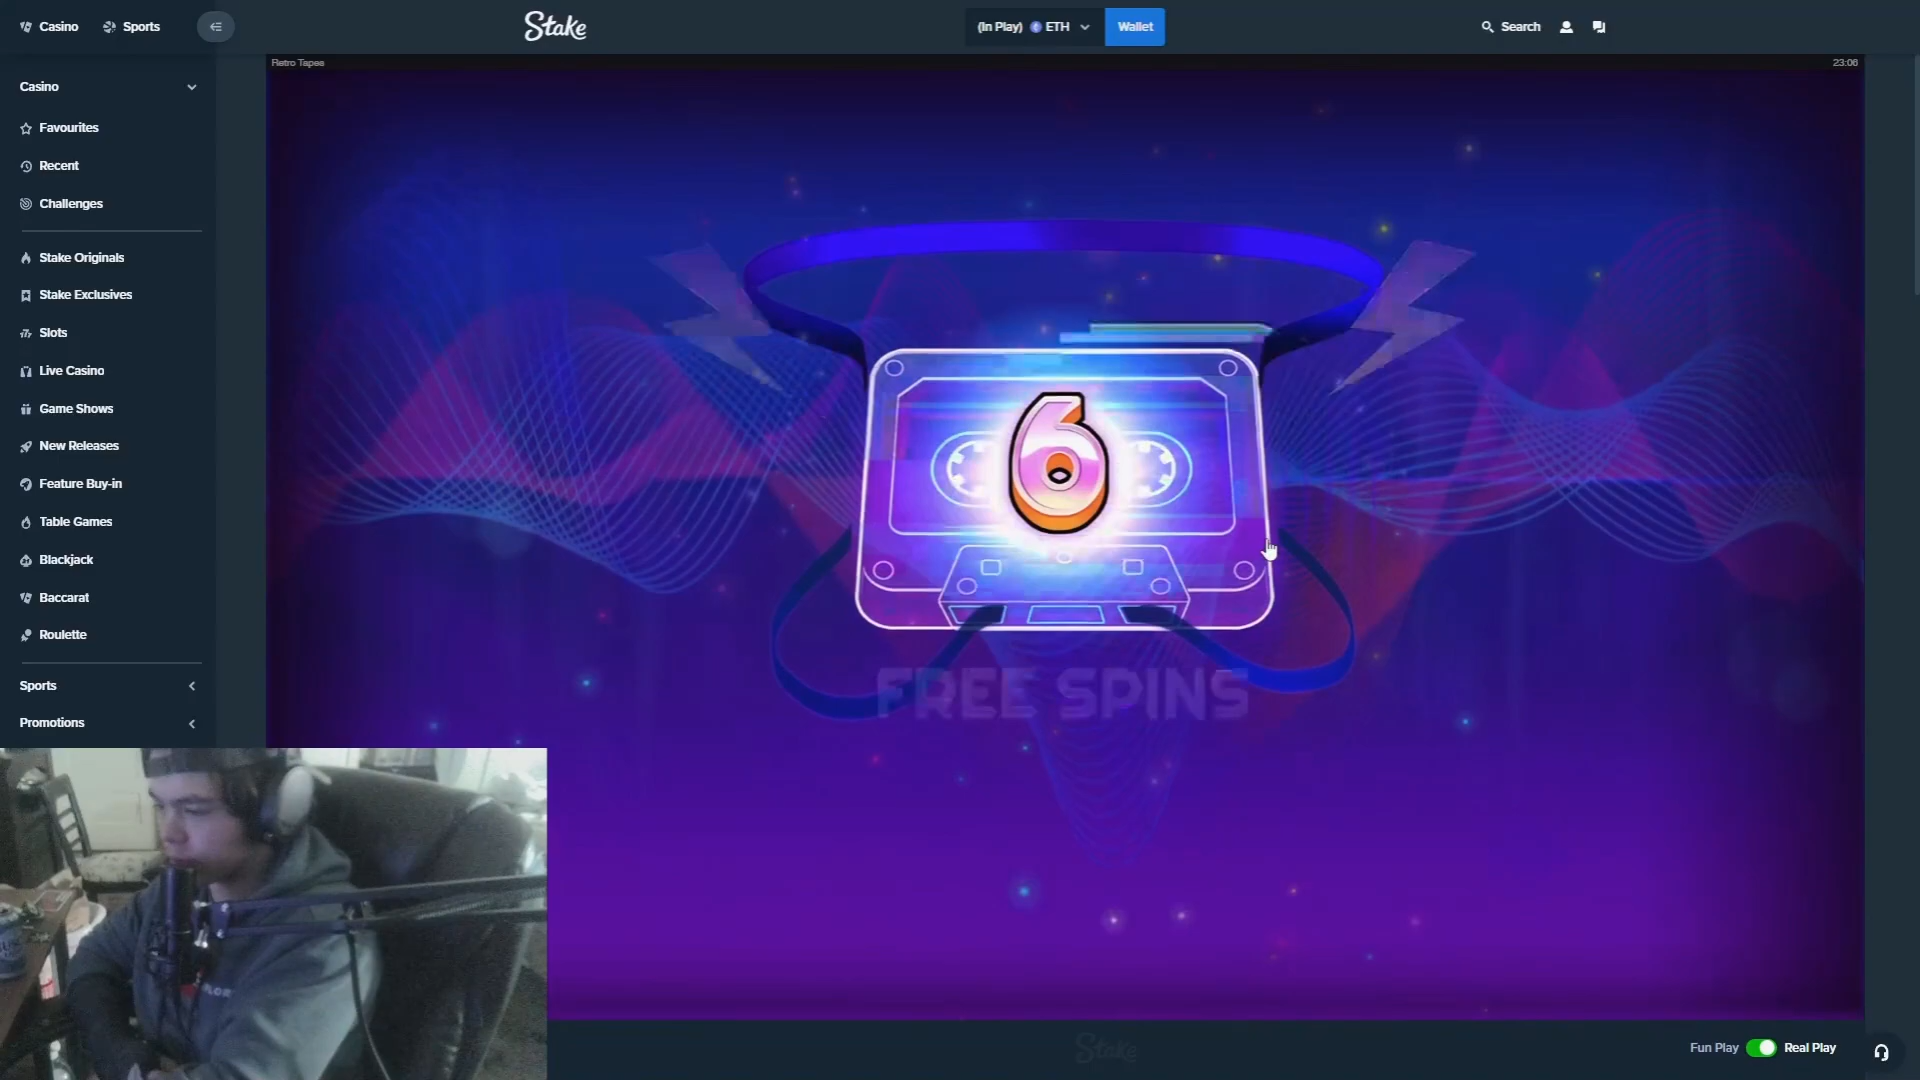 Casino
Sports
Stake
(In Play) ETH
Wallet
Search
Retro Tapes
23:06
Casino
Favourites
Recent
Challenges
Stake Originals
Stake Exclusives
Slots
Live Casino
Game Shows
New Releases
Feature Buy-in
Table Games
Blackjack
Baccarat
Roulette
Sports
Promotions
6
FREE SPINS
Stake
Fun Play
Real Play